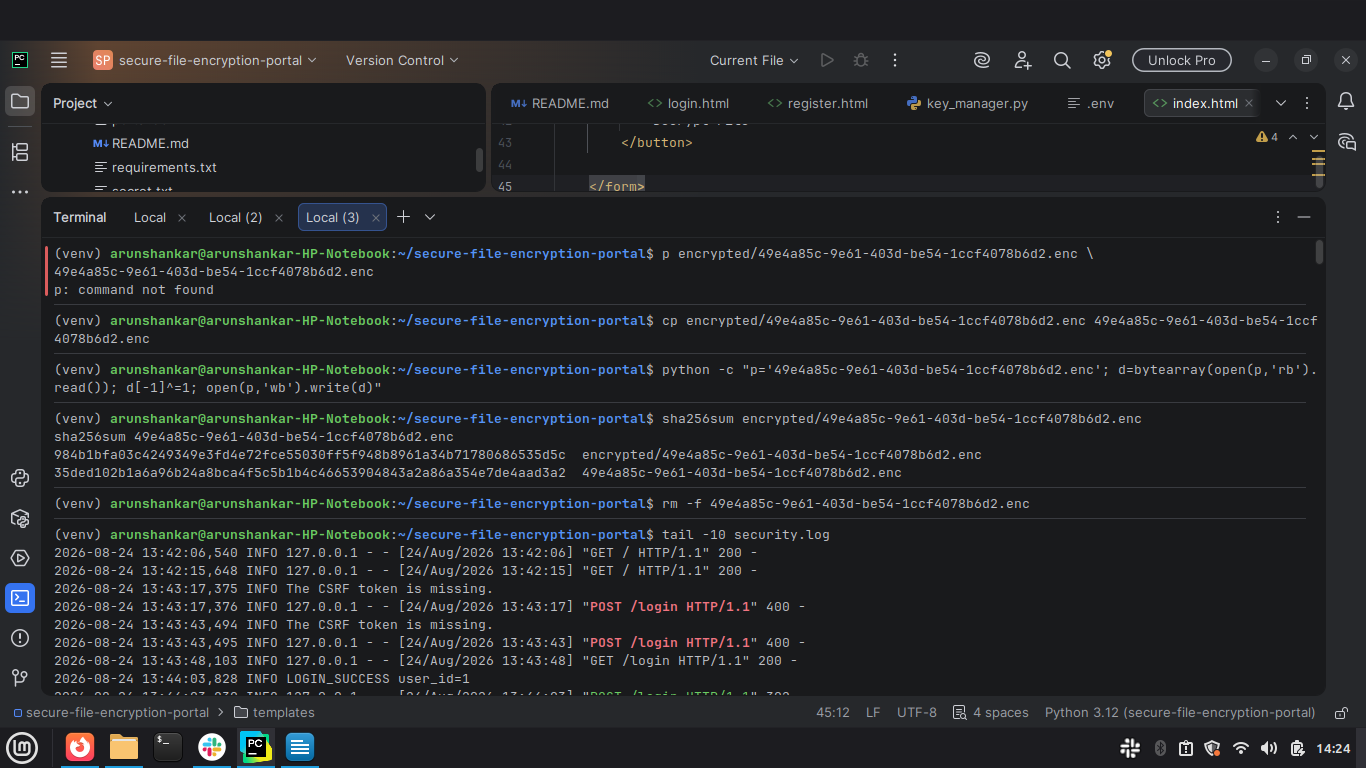 PC
SP secure-file-encryption-portal
Version Control
Current File
Unlock Pro
Project
README.md
requirements.txt
secret.txt
M↓ README.md
<> login.html
<> register.html
key_manager.py
.env
<> index.html
43 </button>
44
45 </form>
4
Terminal
Local
Local (2)
Local (3)
(venv) arunshankar@arunshankar-HP-Notebook:~/secure-file-encryption-portal$ p encrypted/49e4a85c-9e61-403d-be54-1ccf4078b6d2.enc \
49e4a85c-9e61-403d-be54-1ccf4078b6d2.enc
p: command not found
(venv) arunshankar@arunshankar-HP-Notebook:~/secure-file-encryption-portal$ cp encrypted/49e4a85c-9e61-403d-be54-1ccf4078b6d2.enc 49e4a85c-9e61-403d-be54-1ccf
4078b6d2.enc
(venv) arunshankar@arunshankar-HP-Notebook:~/secure-file-encryption-portal$ python -c "p='49e4a85c-9e61-403d-be54-1ccf4078b6d2.enc'; d=bytearray(open(p,'rb').
read()); d[-1]^=1; open(p,'wb').write(d)"
(venv) arunshankar@arunshankar-HP-Notebook:~/secure-file-encryption-portal$ sha256sum encrypted/49e4a85c-9e61-403d-be54-1ccf4078b6d2.enc
sha256sum 49e4a85c-9e61-403d-be54-1ccf4078b6d2.enc
984b1bfa03c4249349e3fd4e72fce55030ff5f948b8961a34b71780686535d5c  encrypted/49e4a85c-9e61-403d-be54-1ccf4078b6d2.enc
35ded102b1a6a96b24a8bca4f5c5b1b4c46653904843a2a86a354e7de4aad3a2  49e4a85c-9e61-403d-be54-1ccf4078b6d2.enc
(venv) arunshankar@arunshankar-HP-Notebook:~/secure-file-encryption-portal$ rm -f 49e4a85c-9e61-403d-be54-1ccf4078b6d2.enc
(venv) arunshankar@arunshankar-HP-Notebook:~/secure-file-encryption-portal$ tail -10 security.log
2026-08-24 13:42:06,540 INFO 127.0.0.1 - - [24/Aug/2026 13:42:06] "GET / HTTP/1.1" 200 -
2026-08-24 13:42:15,648 INFO 127.0.0.1 - - [24/Aug/2026 13:42:15] "GET / HTTP/1.1" 200 -
2026-08-24 13:43:17,375 INFO The CSRF token is missing.
2026-08-24 13:43:17,376 INFO 127.0.0.1 - - [24/Aug/2026 13:43:17] "POST /login HTTP/1.1" 400 -
2026-08-24 13:43:43,494 INFO The CSRF token is missing.
2026-08-24 13:43:43,495 INFO 127.0.0.1 - - [24/Aug/2026 13:43:43] "POST /login HTTP/1.1" 400 -
2026-08-24 13:43:48,103 INFO 127.0.0.1 - - [24/Aug/2026 13:43:48] "GET /login HTTP/1.1" 200 -
2026-08-24 13:44:03,828 INFO LOGIN_SUCCESS user_id=1
secure-file-encryption-portal > templates
45:12 LF UTF-8 4 spaces Python 3.12 (secure-file-encryption-portal)
14:24